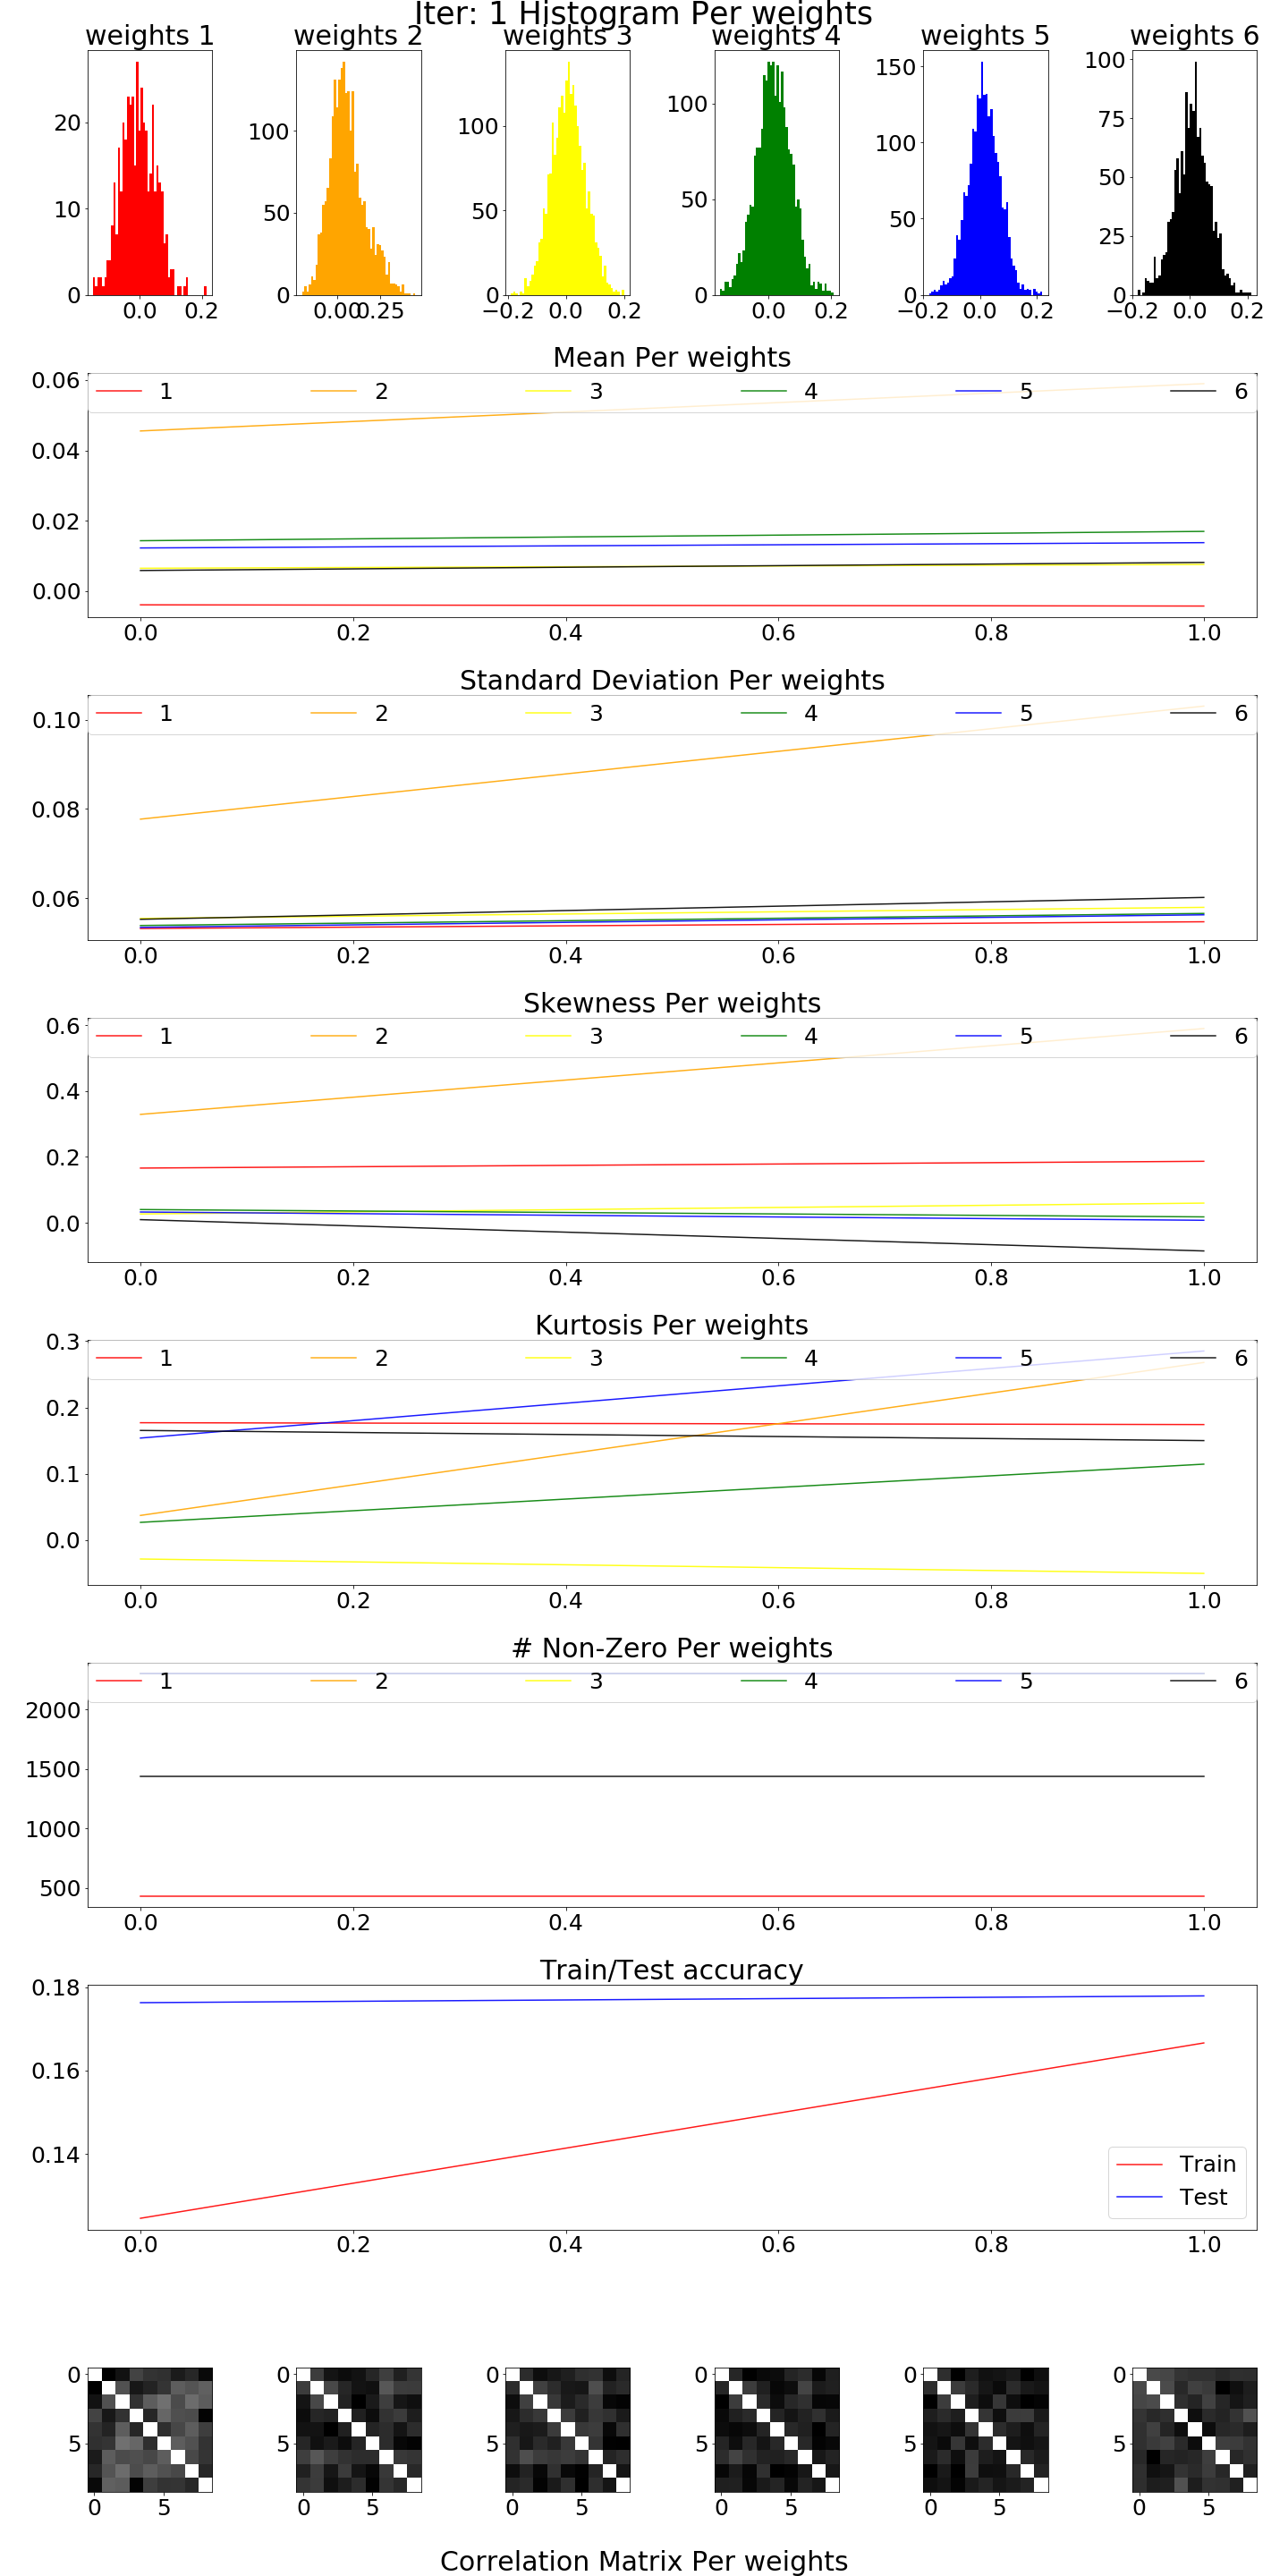 Iter: 1 Histogram Per weights
weights 1 weights 2 weights 3 weights 4 weights 5 weights 6
20
10
0
0.0 0.2
100
50
0
0.00 0.25
100
50
0
−0.2 0.0 0.2
100
50
0
0.0 0.2
150
100
50
0
−0.2 0.0 0.2
100
75
50
25
0
−0.2 0.0 0.2
Mean Per weights
1 2 3 4 5 6
0.06
0.04
0.02
0.00
0.0 0.2 0.4 0.6 0.8 1.0
Standard Deviation Per weights
1 2 3 4 5 6
0.10
0.08
0.06
0.0 0.2 0.4 0.6 0.8 1.0
Skewness Per weights
1 2 3 4 5 6
0.6
0.4
0.2
0.0
0.0 0.2 0.4 0.6 0.8 1.0
Kurtosis Per weights
1 2 3 4 5 6
0.3
0.2
0.1
0.0
0.0 0.2 0.4 0.6 0.8 1.0
# Non-Zero Per weights
1 2 3 4 5 6
2000
1500
1000
500
0.0 0.2 0.4 0.6 0.8 1.0
Train/Test accuracy
0.18
0.16
0.14
Train
Test
0.0 0.2 0.4 0.6 0.8 1.0
0 0 0 0 0 0
5 5 5 5 5 5
0 5 0 5 0 5 0 5 0 5 0 5
Correlation Matrix Per weights